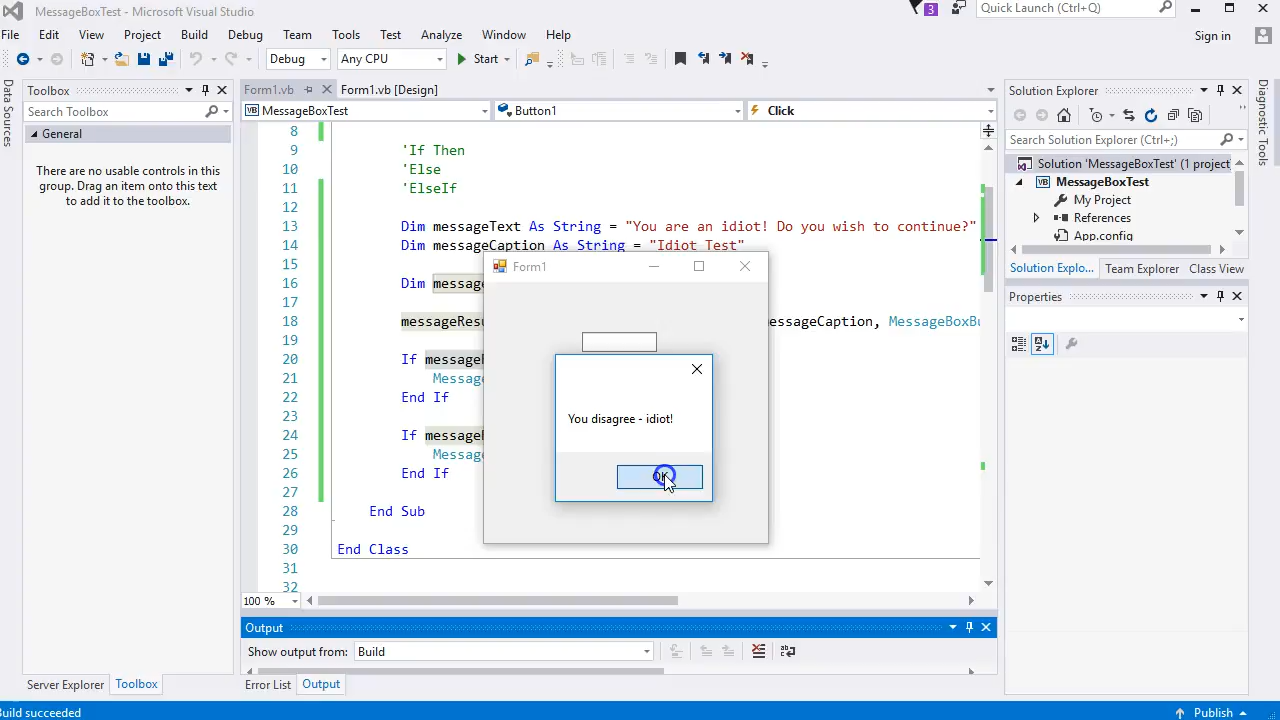 MessageBoxTest - Microsoft Visual Studio
3
Quick Launch (Ctrl+Q)
File Edit View Project Build Debug Team Tools Test Analyze Window Help
Sign in
Debug Any CPU Start
Data Sources
Toolbox
Search Toolbox
General
There are no usable controls in this
group. Drag an item onto this text
to add it to the toolbox.
Server Explorer Toolbox
Form1.vb Form1.vb [Design]
MessageBoxTest Button1 Click
8
9 'If Then
10 'Else
11 'ElseIf
12
13 Dim messageText As String = "You are an idiot! Do you wish to continue?"
14 Dim messageCaption As String = "Idiot Test"
15
16 Dim
17
18 messageCaption,
19
20 If
21
22 End If
23
24 If
25
26 End If
27
28 End Sub
29
30 End Class
31
32
Form1
You disagree - idiot!
OK
100 %
Output
Show output from: Build
Error List Output
Solution Explorer
Search Solution Explorer (Ctrl+;)
Solution 'MessageBoxTest' (1 project
MessageBoxTest
My Project
References
App.config
Solution Explo... Team Explorer Class View
Properties
Diagnostic Tools
Build succeeded
Publish